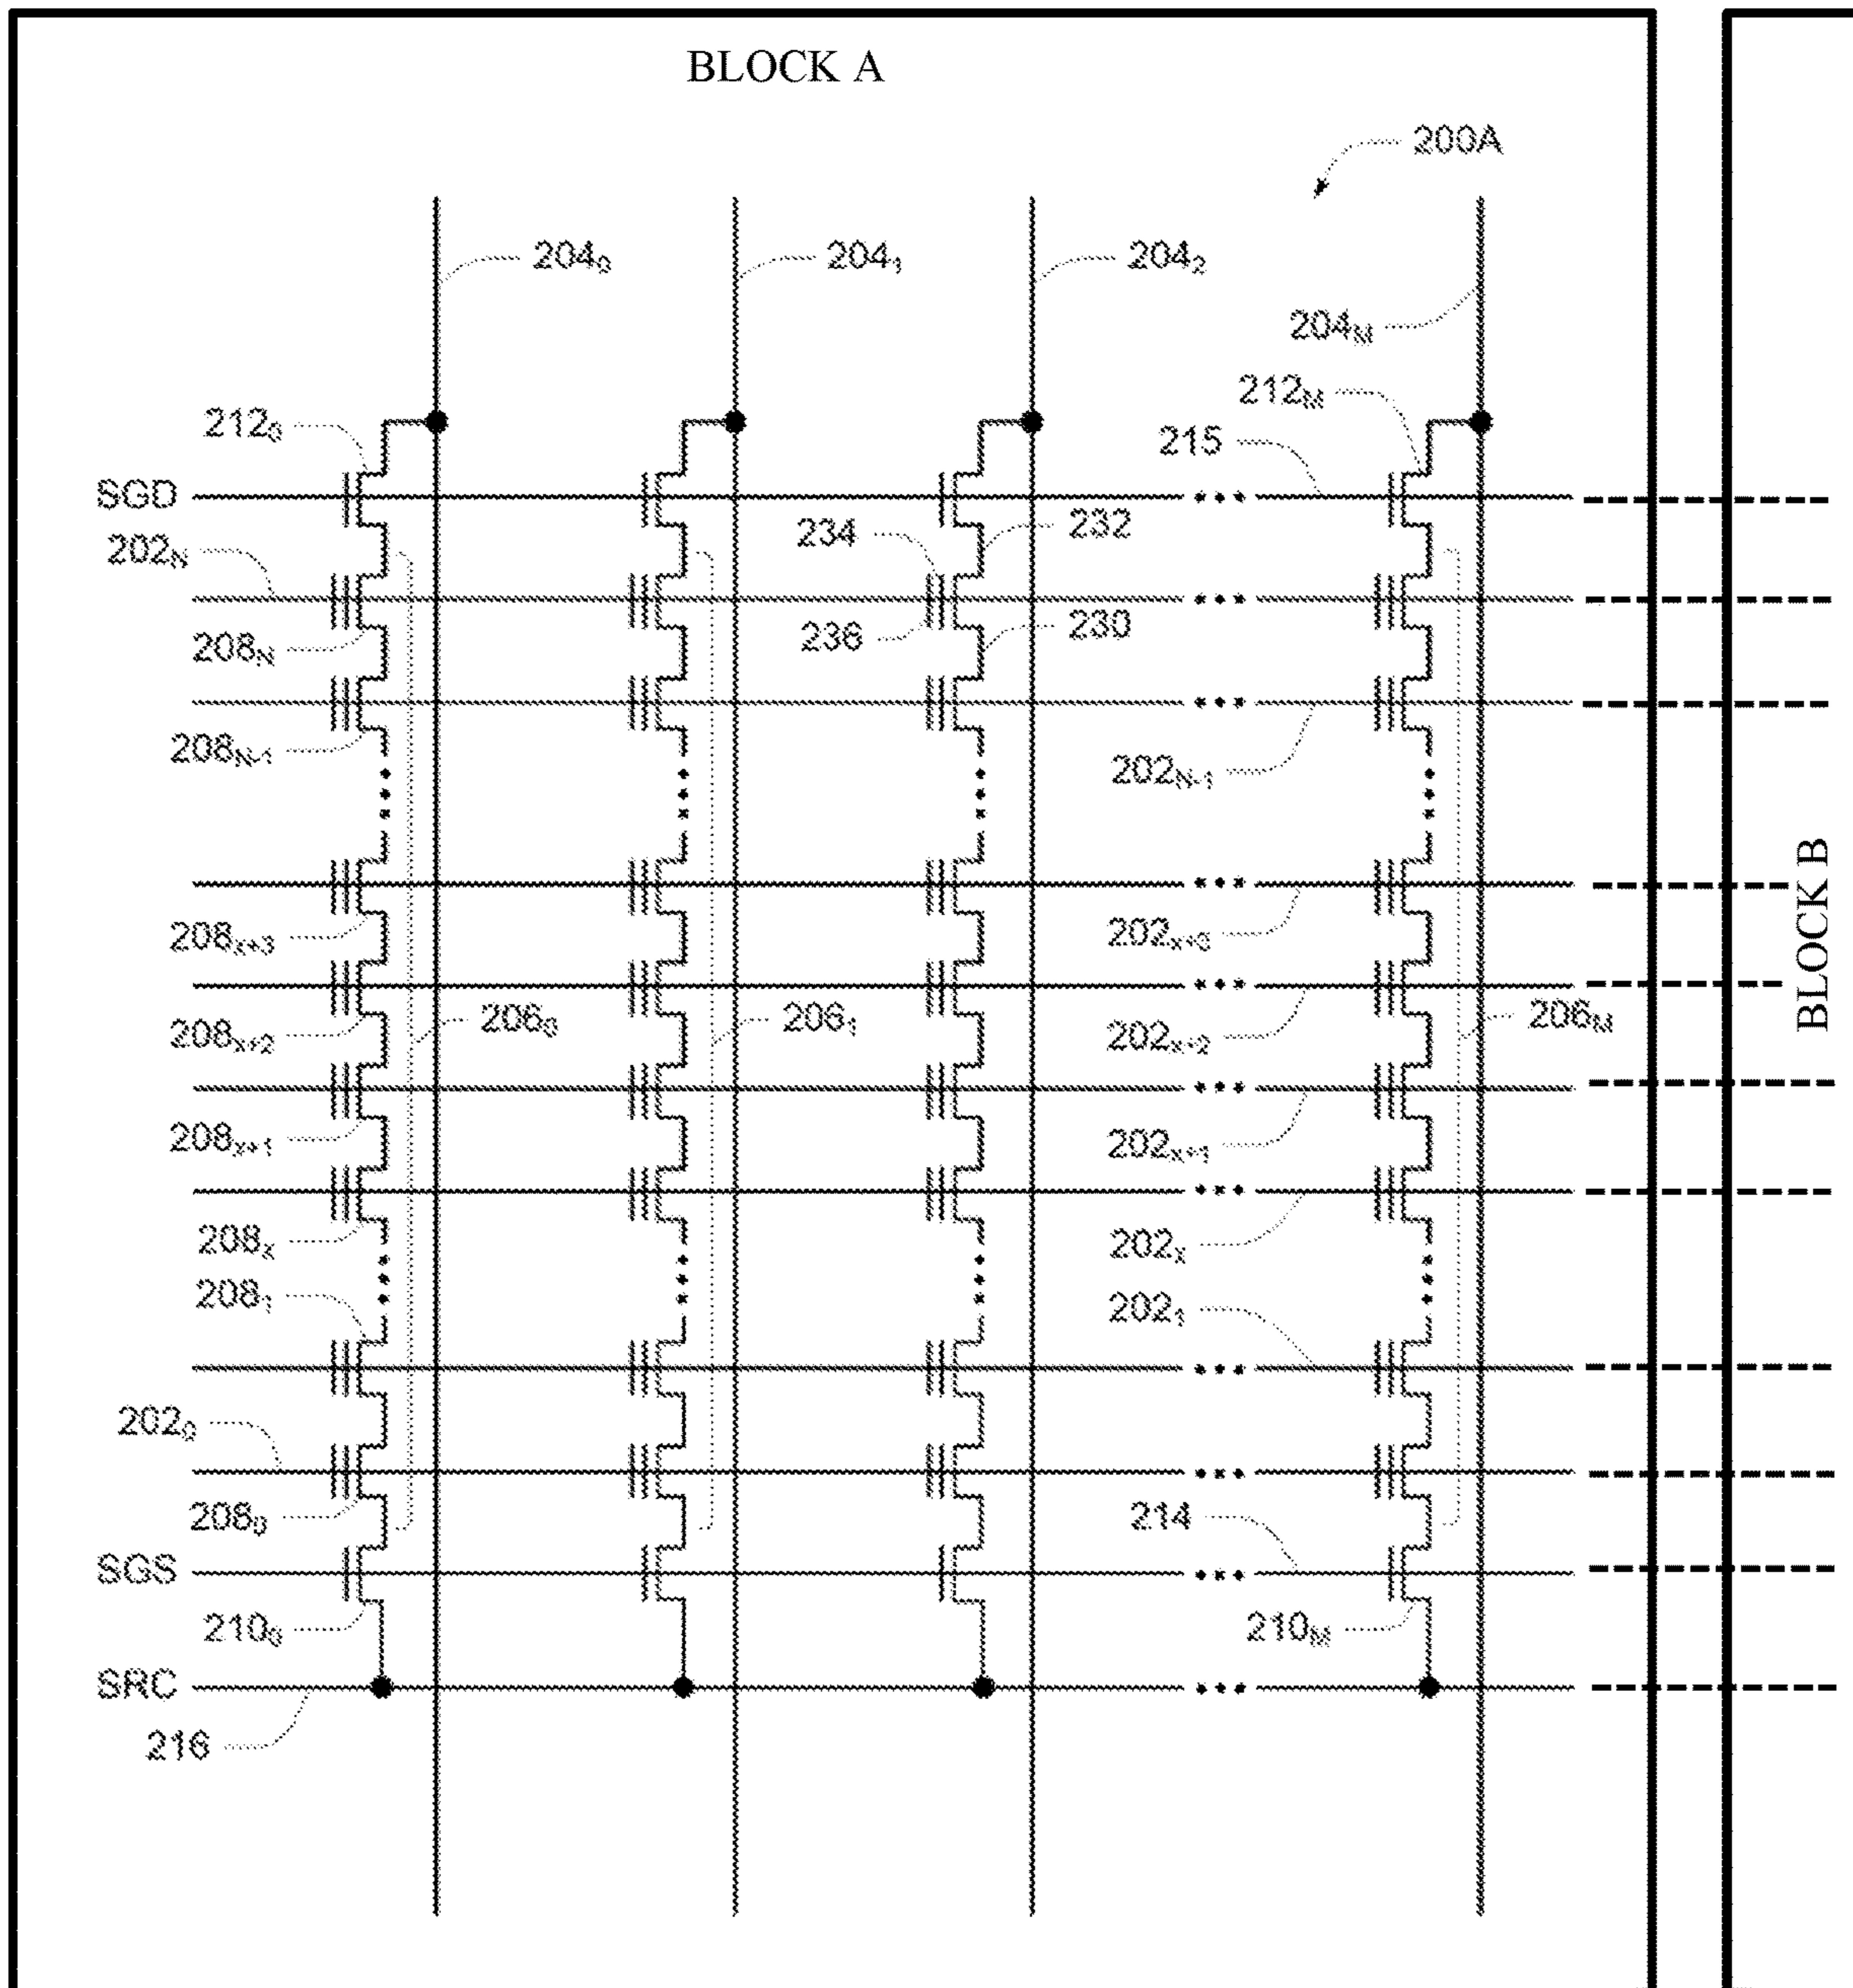 BLOCK A
200A
204₀
204₁
204₂
204M
212₀
212M
215
SGD
234
232
202N
236
230
208N
208N-1
202N-1
BLOCK B
208x+3
202x+3
206₀
206₁
206M
208x+2
202x+2
208x+1
202x+1
208x
202x
208₁
202₁
202₀
208₀
214
SGS
210₀
210M
SRC
216